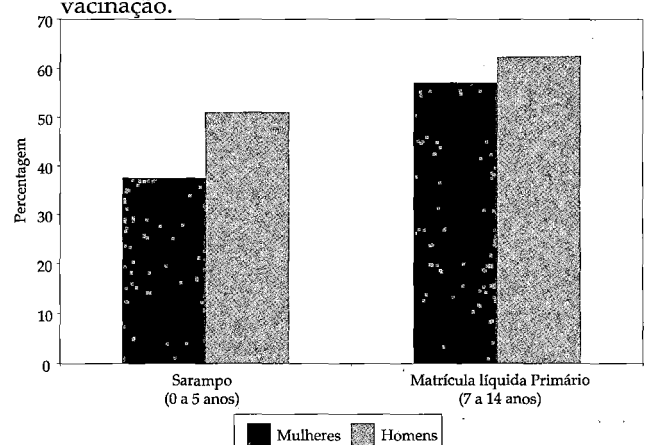 vacinação.
70
60
50
40
30
20
10
0
Percentagem
Sarampo
(0 a 5 anos)
Matrícula líquida Primário
(7 a 14 anos)
Mulheres Homens